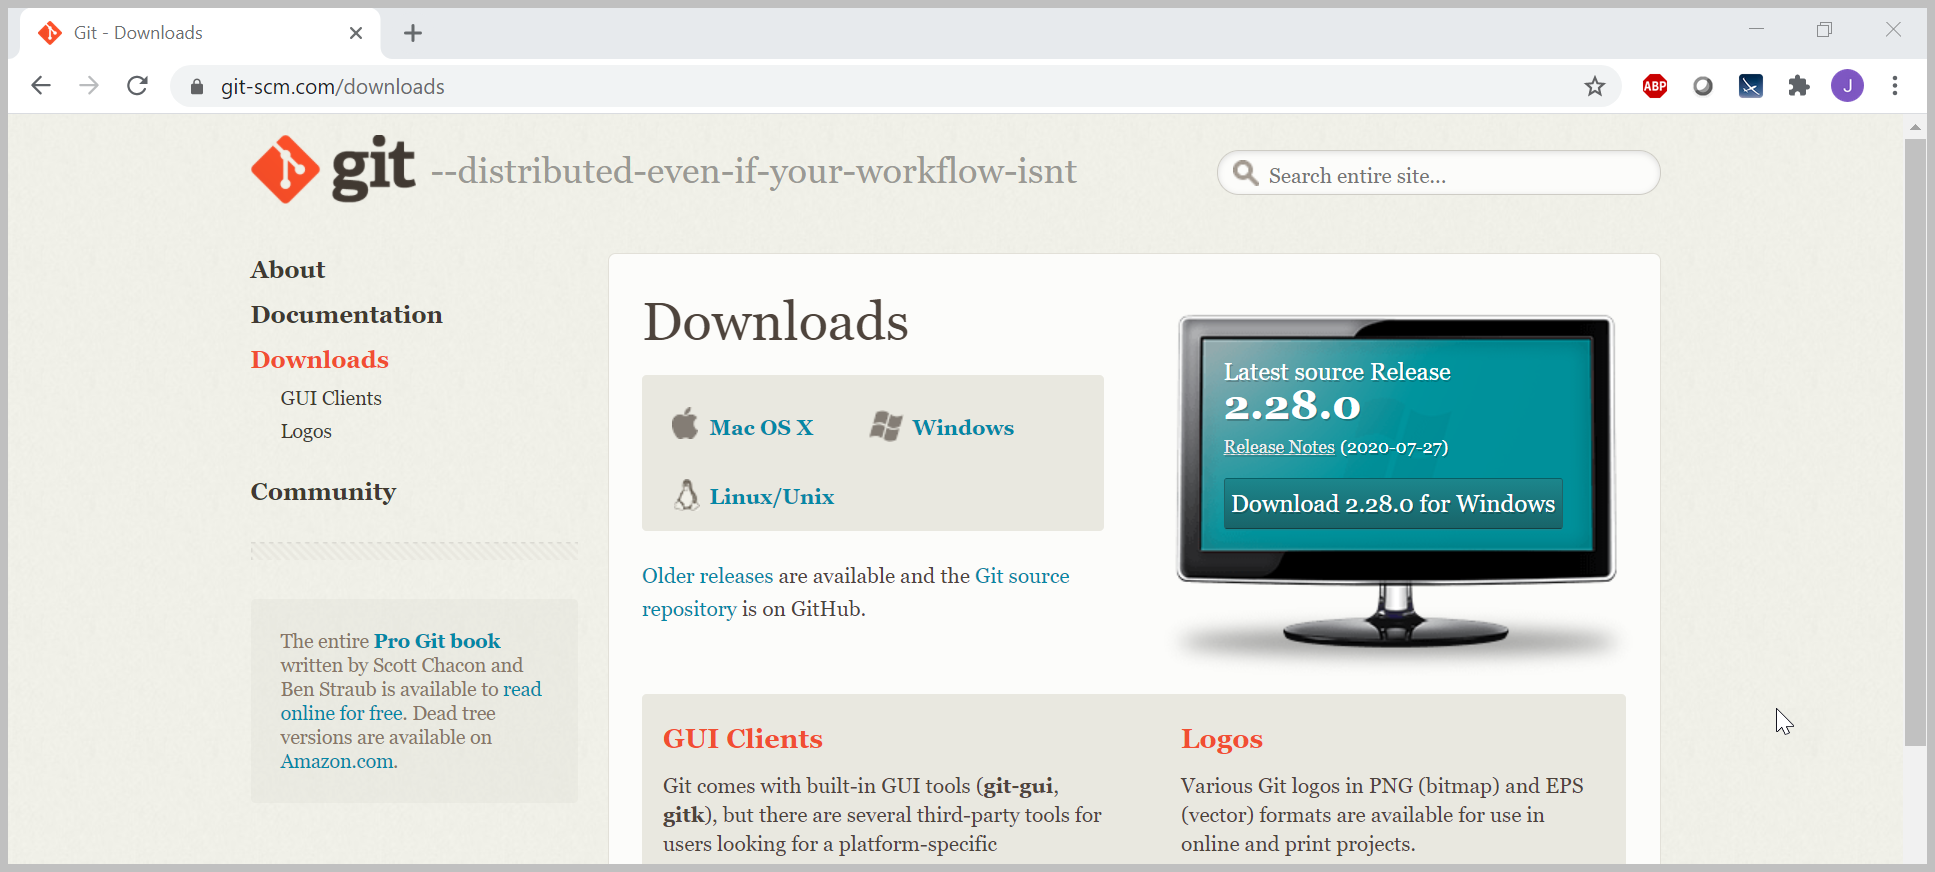 Git - Downloads
git-scm.com/downloads
ABP
J
git --distributed-even-if-your-workflow-isnt
Search entire site...
About
Documentation
Downloads
GUI Clients
Logos
Community
The entire Pro Git book
written by Scott Chacon and
Ben Straub is available to read
online for free. Dead tree
versions are available on
Amazon.com.
Downloads
Mac OS X
Windows
Linux/Unix
Older releases are available and the Git source
repository is on GitHub.
Latest source Release
2.28.0
Release Notes (2020-07-27)
Download 2.28.0 for Windows
GUI Clients
Git comes with built-in GUI tools (git-gui,
gitk), but there are several third-party tools for
users looking for a platform-specific
Logos
Various Git logos in PNG (bitmap) and EPS
(vector) formats are available for use in
online and print projects.